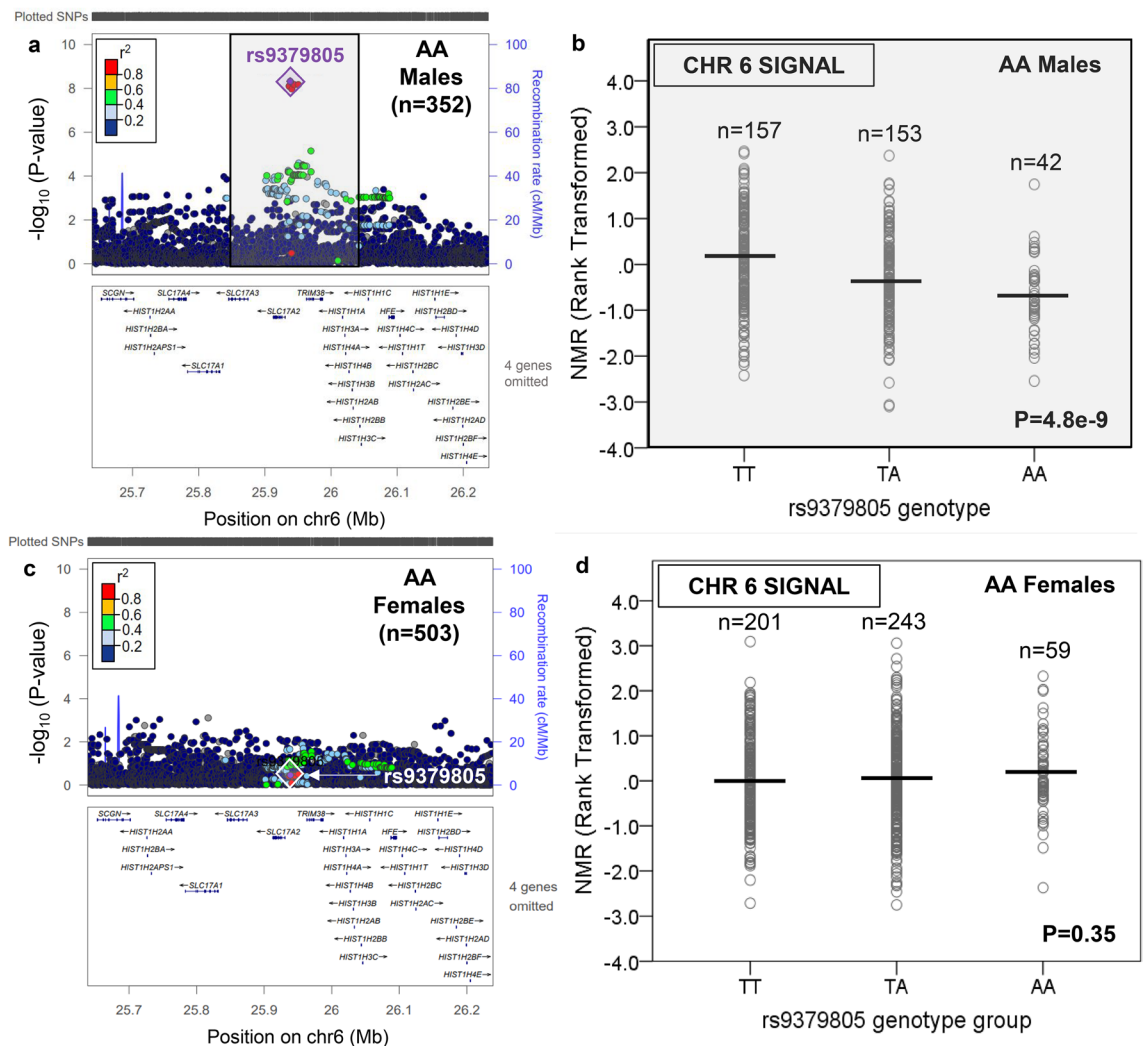 Plotted SNPs
a
r2
0.8
0.6
0.4
0.2
rs9379805
AA
Males
(n=352)
10
8
6
4
2
0
-log10 (P-value)
100
80
60
40
20
0
Recombination rate (cM/Mb)
SCGN→
SLC17A4→
←SLC17A3
TRIM38→
HIST1H1C
HIST1H1E→
←HIST1H2AA
←SLC17A2
←HIST1H1A
HFE→
←HIST1H2BD
HIST1H2BA→
HIST1H3A→
HIST1H4C→
←HIST1H4D
HIST1H2APS1→
HIST1H4A→
←HIST1H1T
←HIST1H3D
←SLC17A1
←HIST1H4B
←HIST1H2BC
←HIST1H3B
HIST1H2AC→
←HIST1H2AB
HIST1H2BE→
←HIST1H2BB
←HIST1H2AD
HIST1H3C→
HIST1H2BF→
HIST1H4E→
4 genes
omitted
25.7 25.8 25.9 26 26.1 26.2
Position on chr6 (Mb)
b
CHR 6 SIGNAL
AA Males
n=157
n=153
n=42
4.0
3.0
2.0
1.0
.0
-1.0
-2.0
-3.0
-4.0
NMR (Rank Transformed)
P=4.8e-9
TT TA AA
rs9379805 genotype
Plotted SNPs
c
r2
0.8
0.6
0.4
0.2
AA
Females
(n=503)
10
8
6
4
2
0
-log10 (P-value)
100
80
60
40
20
0
Recombination rate (cM/Mb)
rs9379805
SCGN→
SLC17A4→
←SLC17A3
TRIM38→
HIST1H1C
HIST1H1E→
←HIST1H2AA
←SLC17A2
←HIST1H1A
HFE→
←HIST1H2BD
HIST1H2BA→
HIST1H3A→
HIST1H4C→
←HIST1H4D
HIST1H2APS1→
HIST1H4A→
←HIST1H1T
←HIST1H3D
←SLC17A1
←HIST1H4B
←HIST1H2BC
←HIST1H3B
HIST1H2AC→
←HIST1H2AB
HIST1H2BE→
←HIST1H2BB
←HIST1H2AD
HIST1H3C→
HIST1H2BF→
HIST1H4E→
4 genes
omitted
25.7 25.8 25.9 26 26.1 26.2
Position on chr6 (Mb)
d
CHR 6 SIGNAL
AA Females
n=201
n=243
n=59
4.0
3.0
2.0
1.0
.0
-1.0
-2.0
-3.0
-4.0
NMR (Rank Transformed)
P=0.35
TT TA AA
rs9379805 genotype group